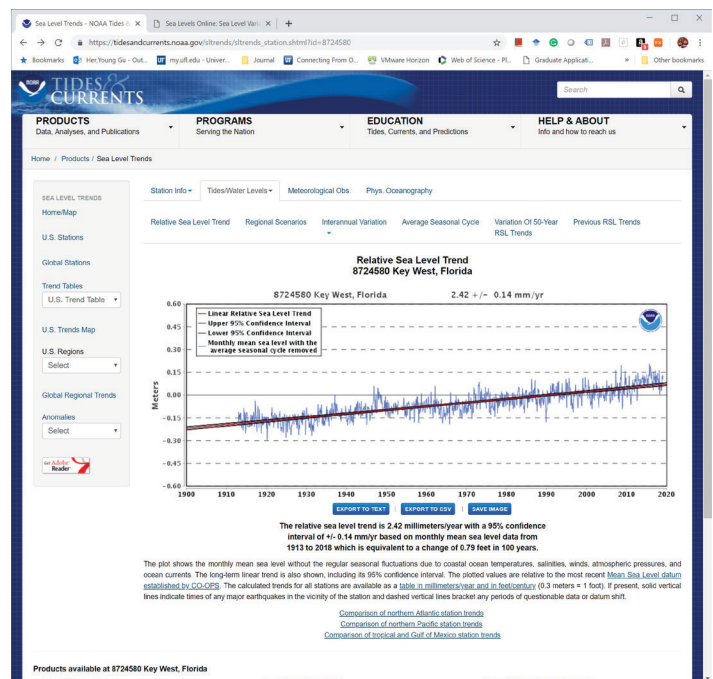 Sea Level Trends - NOAA Tides &
Sea Levels Online: Sea Level Vari
https://tidesandcurrents.noaa.gov/sltrends/sltrends_station.shtml?id=8724580
Bookmarks
Her,Young Gu - Out...
my.ufl.edu - Univer...
Journal
Connecting From O...
VMware Horizon
Web of Science - Pl...
Graduate Applicati...
Other bookmarks
NOAA
TIDES &
CURRENTS
Search
PRODUCTS
Data, Analyses, and Publications
PROGRAMS
Serving the Nation
EDUCATION
Tides, Currents, and Predictions
HELP & ABOUT
Info and how to reach us
Home / Products / Sea Level Trends
SEA LEVEL TRENDS
Home/Map
U.S. Stations
Global Stations
Trend Tables
U.S. Trend Table
U.S. Trends Map
U.S. Regions
Select
Global Regional Trends
Anomalies
Select
Get Adobe
Reader
Station Info
Tides/Water Levels
Meteorological Obs.
Phys. Oceanography
Relative Sea Level Trend
Regional Scenarios
Interannual Variation
Average Seasonal Cycle
Variation Of 50-Year
RSL Trends
Previous RSL Trends
Relative Sea Level Trend
8724580 Key West, Florida
8724580 Key West, Florida 2.42 +/- 0.14 mm/yr
Linear Relative Sea Level Trend
Upper 95% Confidence Interval
Lower 95% Confidence Interval
Monthly mean sea level with the
average seasonal cycle removed
NOAA
Meters
0.60
0.45
0.30
0.15
0.00
-0.15
-0.30
-0.45
-0.60
1900 1910 1920 1930 1940 1950 1960 1970 1980 1990 2000 2010 2020
EXPORT TO TEXT | EXPORT TO CSV | SAVE IMAGE
The relative sea level trend is 2.42 millimeters/year with a 95% confidence
interval of +/- 0.14 mm/yr based on monthly mean sea level data from
1913 to 2018 which is equivalent to a change of 0.79 feet in 100 years.
The plot shows the monthly mean sea level without the regular seasonal fluctuations due to coastal ocean temperatures, salinities, winds, atmospheric pressures, and
ocean currents. The long-term linear trend is also shown, including its 95% confidence interval. The plotted values are relative to the most recent Mean Sea Level datum
established by CO-OPS. The calculated trends for all stations are available as a table in millimeters/year and in feet/century (0.3 meters = 1 foot). If present, solid vertical
lines indicate times of any major earthquakes in the vicinity of the station and dashed vertical lines bracket any periods of questionable data or datum shift.
Comparison of northern Atlantic station trends
Comparison of northern Pacific station trends
Comparison of tropical and Gulf of Mexico station trends
Products available at 8724580 Key West, Florida